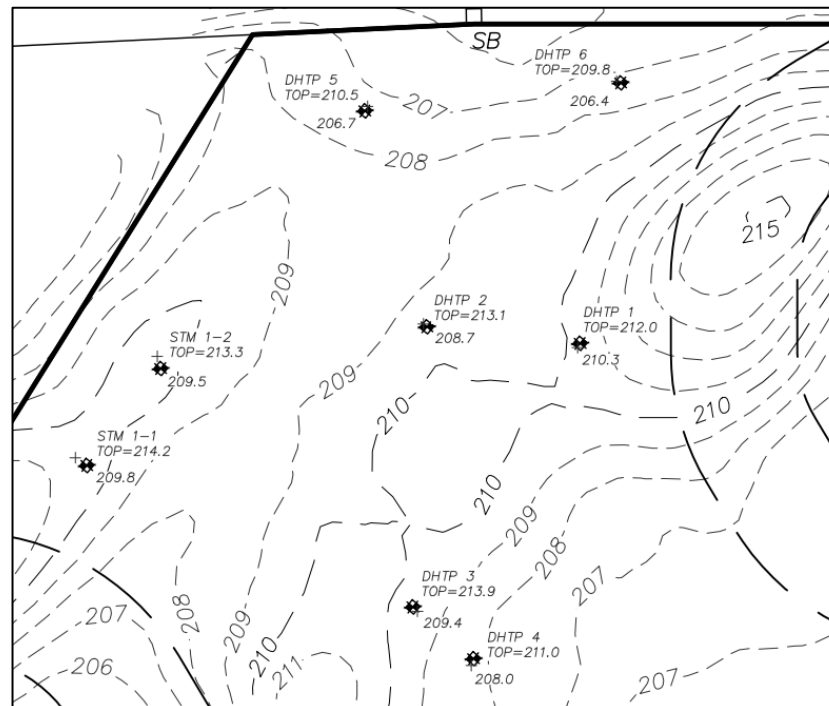 SB
DHTP 6
TOP=209.8
206.4
DHTP 5
TOP=210.5
206.7
207
208
215
209
DHTP 2
TOP=213.1
208.7
DHTP 1
TOP=212.0
210.3
STM 1-2
TOP=213.3
209.5
209
210
210
STM 1-1
TOP=214.2
209.8
210
209
208
207
DHTP 3
TOP=213.9
209.4
207
208
209
210
211
206
DHTP 4
TOP=211.0
208.0
207